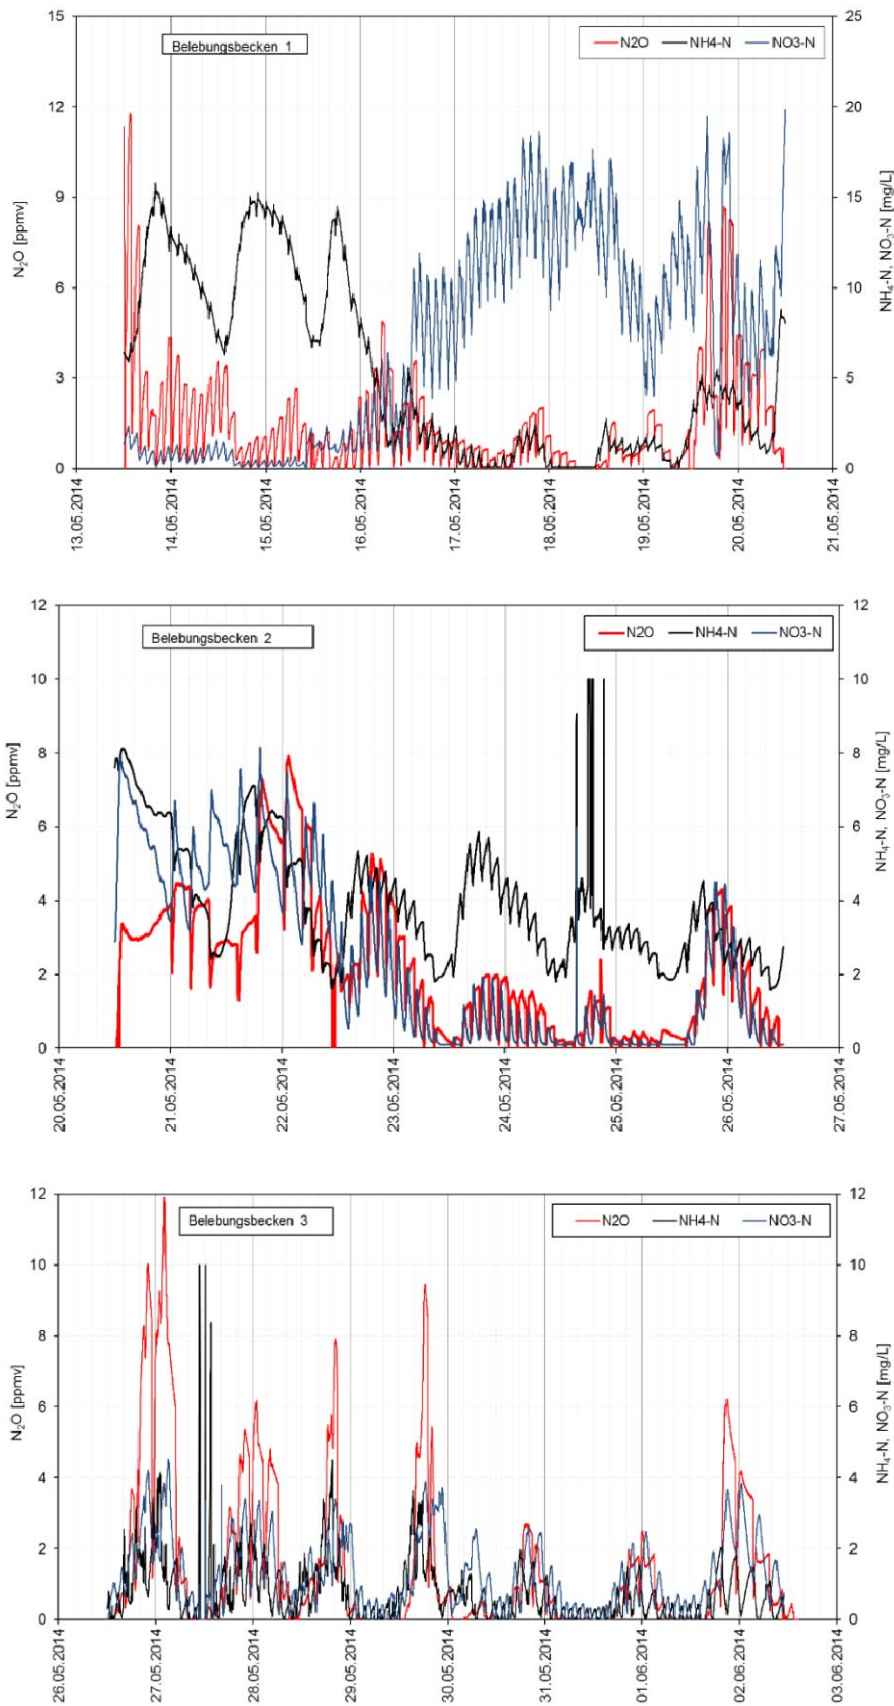 Belebungsbecken 1
N2O NH4-N NO3-N
15 12 9 6 3 0
N₂O [ppmv]
25 20 15 10 5 0
NH₄-N, NO₃-N [mg/L]
13.05.2014 14.05.2014 15.05.2014 16.05.2014 17.05.2014 18.05.2014 19.05.2014 20.05.2014 21.05.2014
Belebungsbecken 2
N2O NH4-N NO3-N
12 10 8 6 4 2 0
N₂O [ppmv]
12 10 8 6 4 2 0
NH₄-N, NO₃-N [mg/L]
20.05.2014 21.05.2014 22.05.2014 23.05.2014 24.05.2014 25.05.2014 26.05.2014 27.05.2014
Belebungsbecken 3
N2O NH4-N NO3-N
12 10 8 6 4 2 0
N₂O [ppmv]
12 10 8 6 4 2 0
NH₄-N, NO₃-N [mg/L]
26.05.2014 27.05.2014 28.05.2014 29.05.2014 30.05.2014 31.05.2014 01.06.2014 02.06.2014 03.06.2014